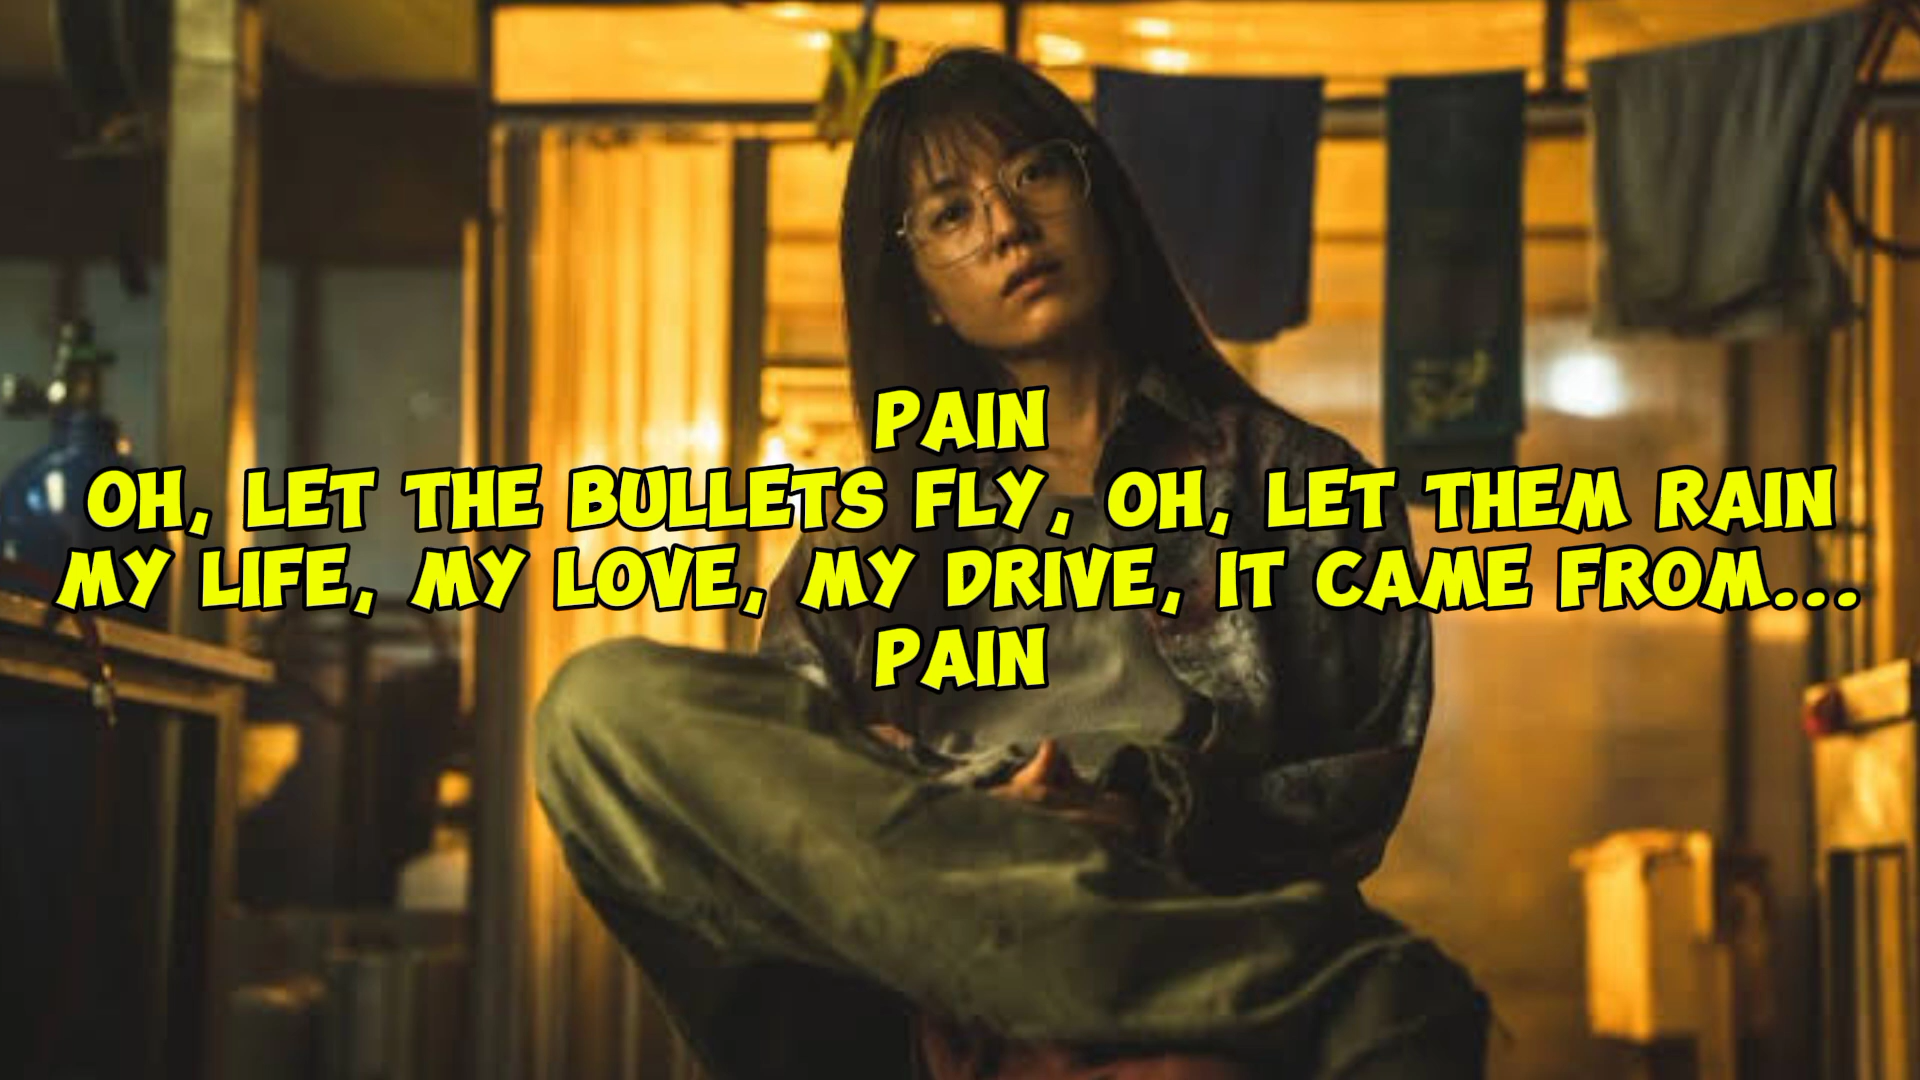 PAIN
OH, LET THE BULLETS FLY, OH, LET THEM RAIN
MY LIFE, MY LOVE, MY DRIVE, IT CAME FROM...
PAIN